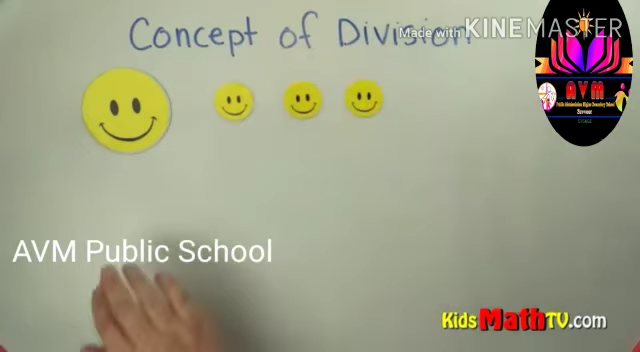 Concept of Division
Made with KINEMASTER
AVM
AVM Public School
KidsMathTV.com